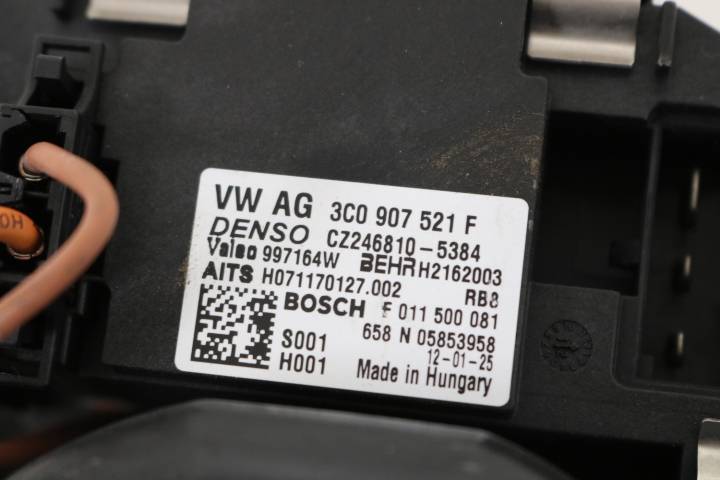 VW AG 3C0 907 521 F
DENSO CZ246810-5384
Valeo 997164W BEHR H2162003
AITS H071170127.002 RB8
BOSCH F 011 500 081
S001 658 N 05853958
H001 12-01-25
Made in Hungary